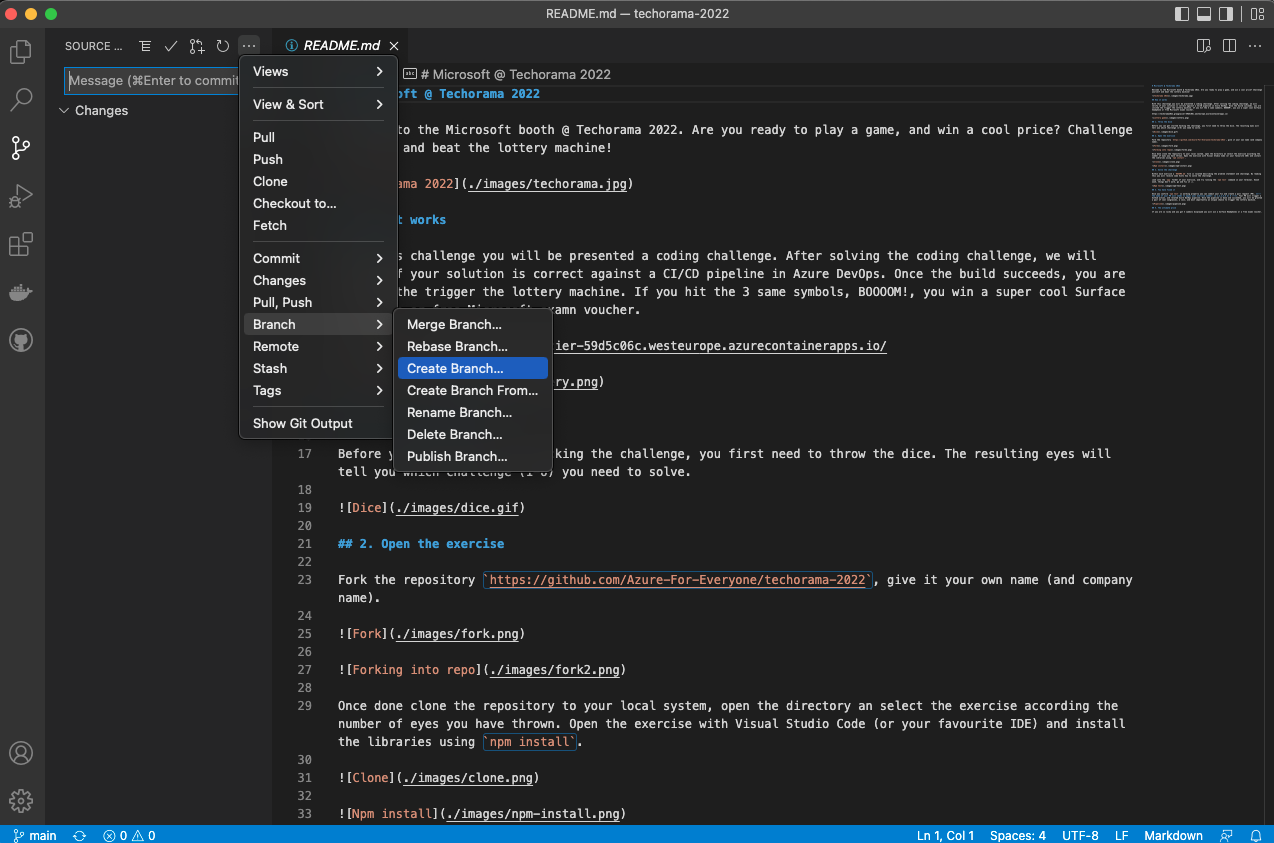 README.md — techorama-2022
SOURCE ...
README.md
Message (⌘Enter to commit
Changes
Views
View & Sort
Pull
Push
Clone
Checkout to...
Fetch
Commit
Changes
Pull, Push
Branch
Remote
Stash
Tags
Show Git Output
Merge Branch...
Rebase Branch...
Create Branch...
Create Branch From...
Rename Branch...
Delete Branch...
Publish Branch...
# Microsoft @ Techorama 2022
oft @ Techorama 2022
to the Microsoft booth @ Techorama 2022. Are you ready to play a game, and win a cool price? Challenge
and beat the lottery machine!
ama 2022](./images/techorama.jpg)
t works
s challenge you will be presented a coding challenge. After solving the coding challenge, we will
f your solution is correct against a CI/CD pipeline in Azure DevOps. Once the build succeeds, you are
the trigger the lottery machine. If you hit the 3 same symbols, BOOOOM!, you win a super cool Surface
examn voucher.
ier-59d5c06c.westeurope.azurecontainerapps.io/
ry.png)
17 Before y king the challenge, you first need to throw the dice. The resulting eyes will
tell you which challenge (1-6) you need to solve.
18
19 ![Dice](./images/dice.gif)
20
21 ## 2. Open the exercise
22
23 Fork the repository `https://github.com/Azure-For-Everyone/techorama-2022`, give it your own name (and company
name).
24
25 ![Fork](./images/fork.png)
26
27 ![Forking into repo](./images/fork2.png)
28
29 Once done clone the repository to your local system, open the directory an select the exercise according the
number of eyes you have thrown. Open the exercise with Visual Studio Code (or your favourite IDE) and install
the libraries using `npm install`.
30
31 ![Clone](./images/clone.png)
32
33 ![Npm install](./images/npm-install.png)
main 0 0 Ln 1, Col 1 Spaces: 4 UTF-8 LF Markdown